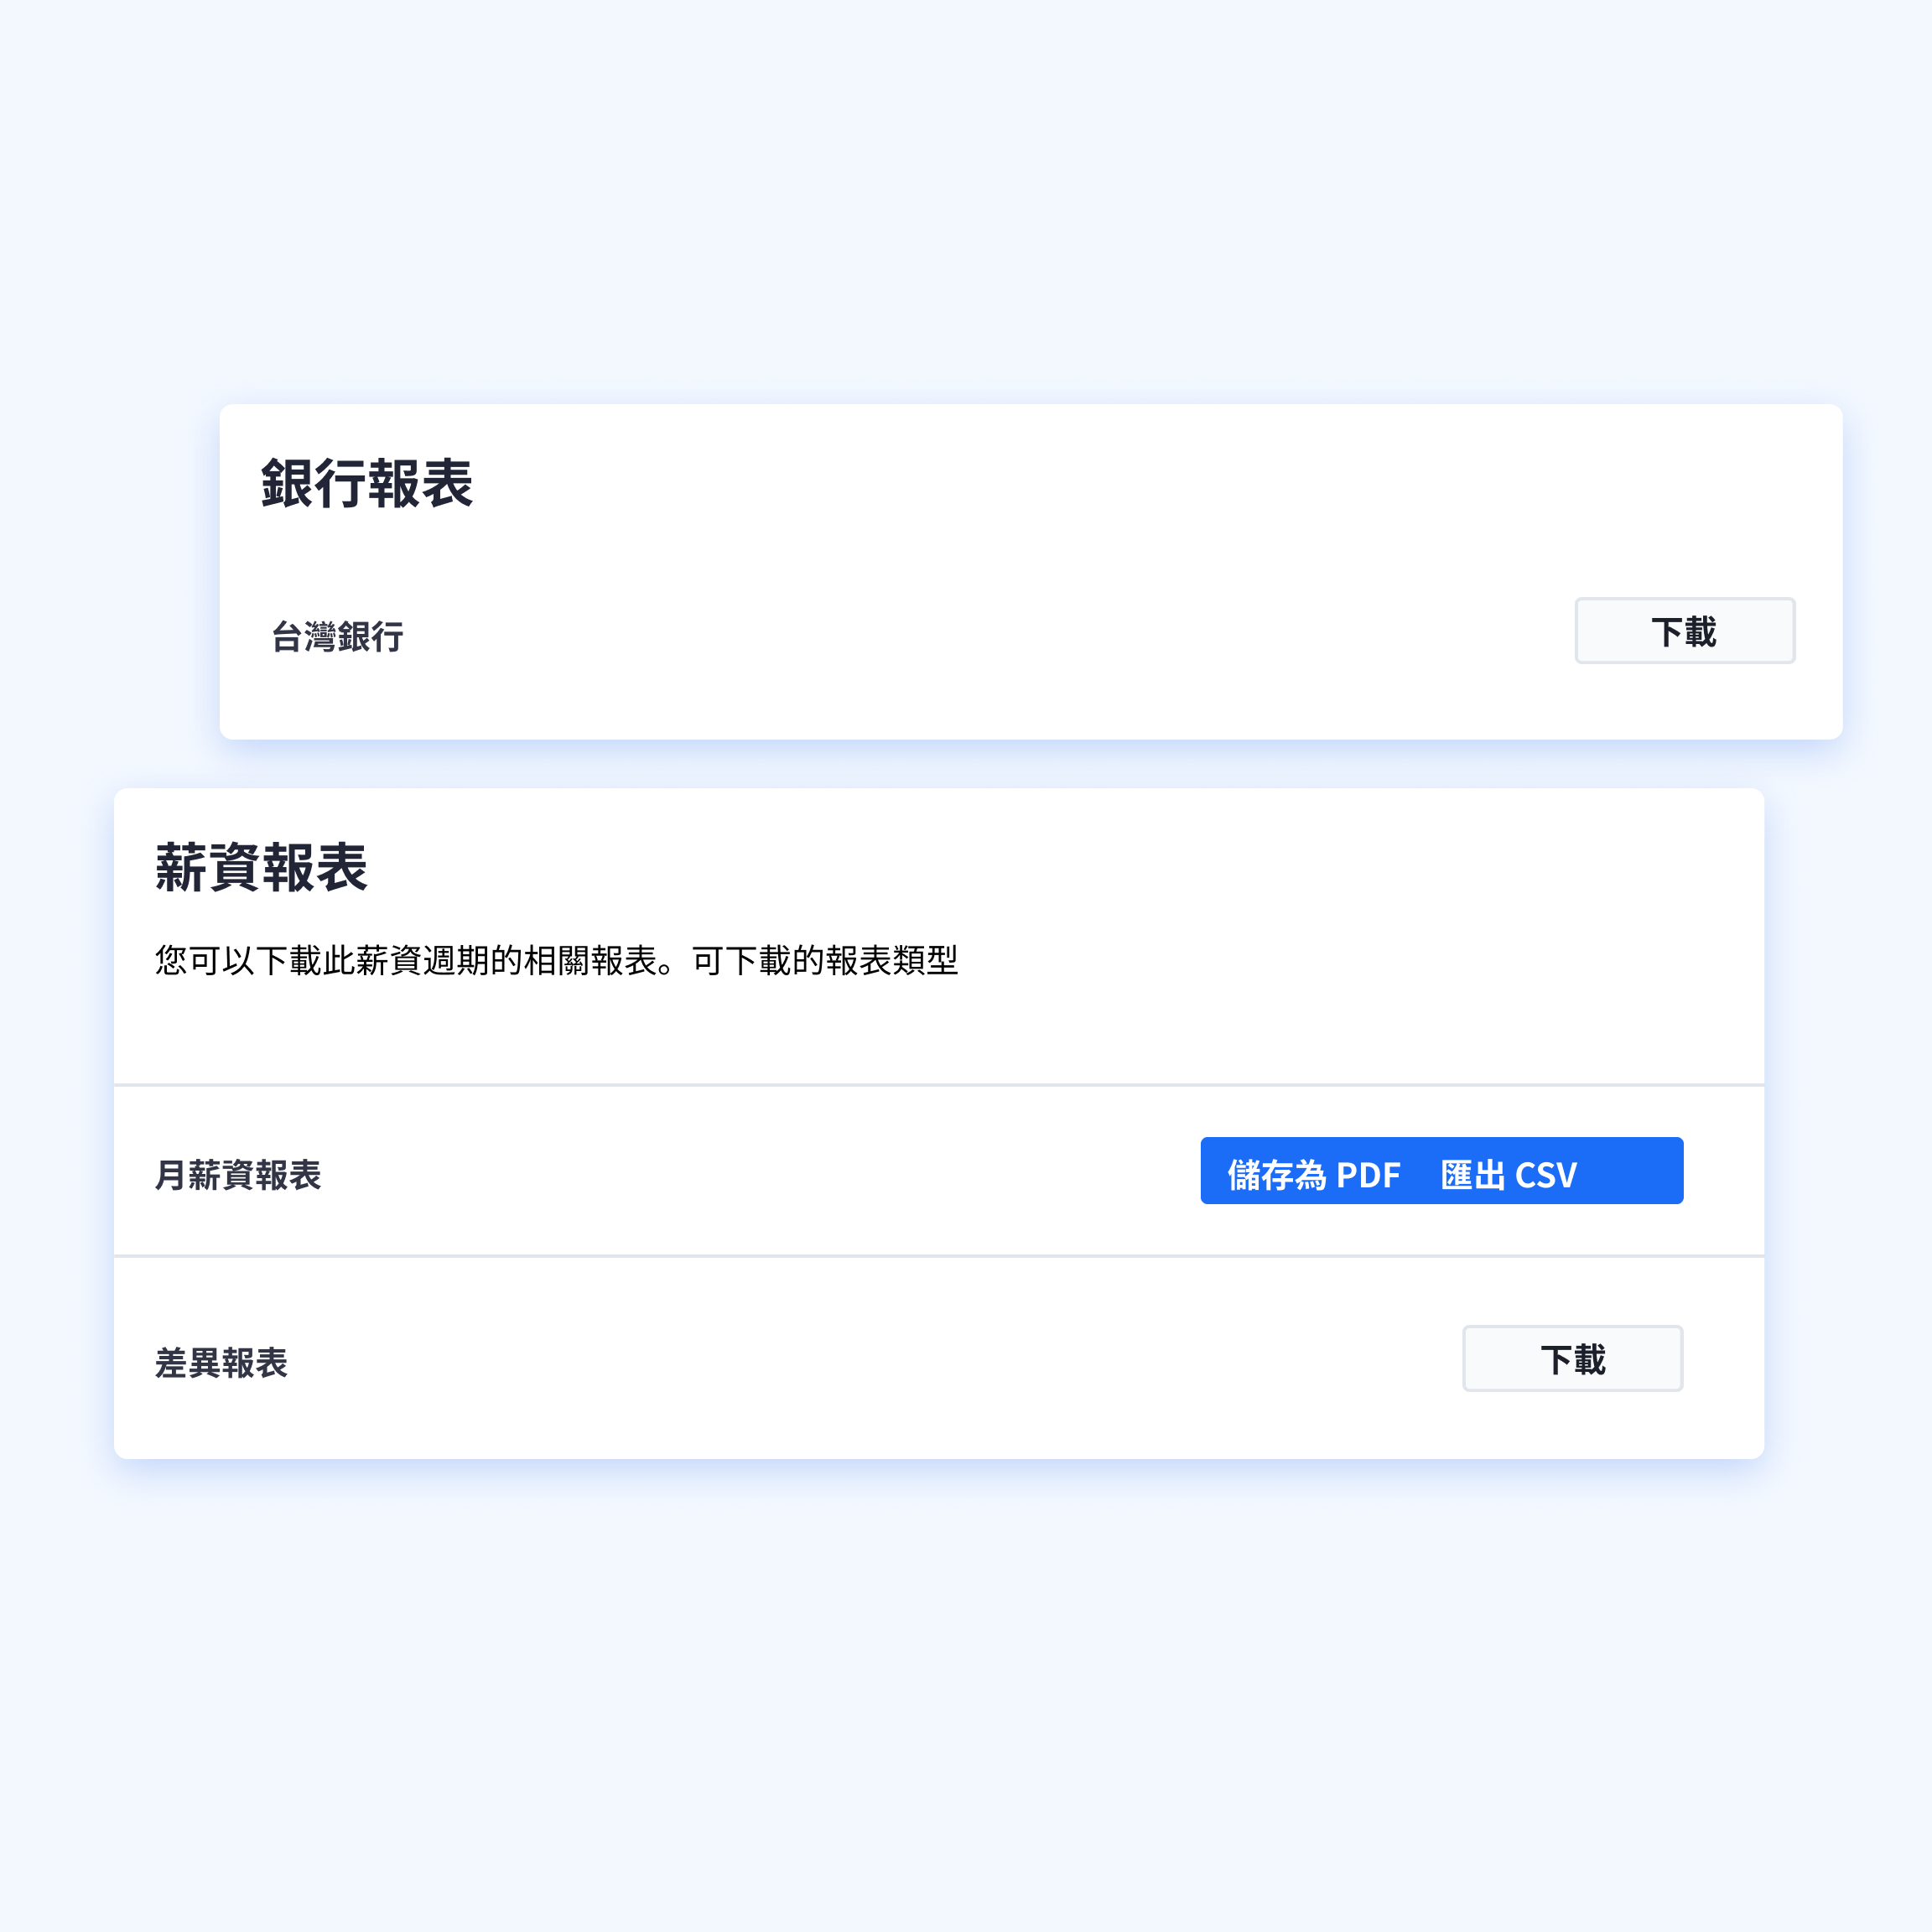 銀行報表
台灣銀行
下載
薪資報表
您可以下載此薪資週期的相關報表。可下載的報表類型
月薪資報表
儲存為 PDF 匯出 CSV
差異報表
下載